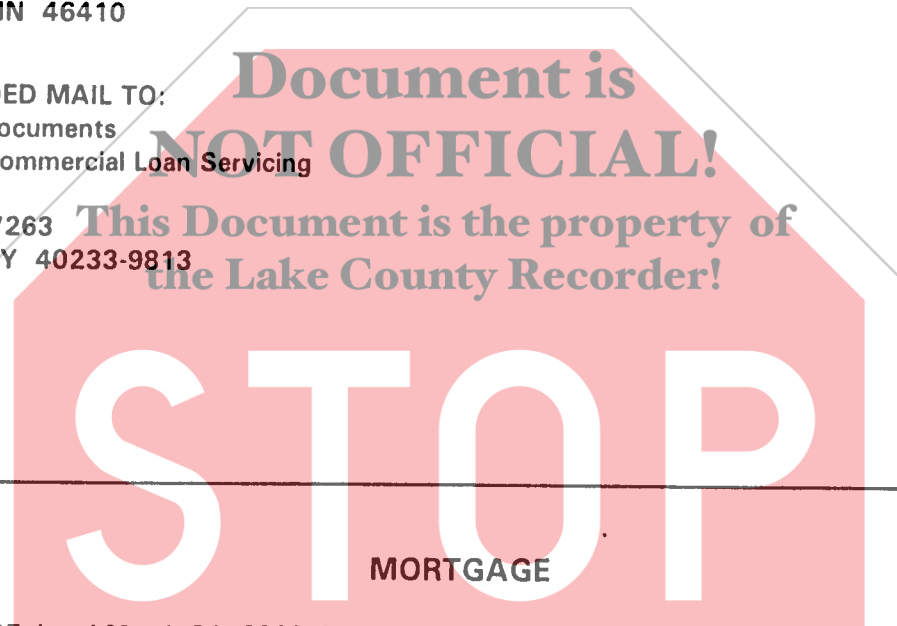 IN 46410
Document is
DED MAIL TO:
ocuments
NOT OFFICIAL!
ommercial Loan Servicing
7263
This Document is the property of
Y 40233-9813
the Lake County Recorder!
STOP
MORTGAGE